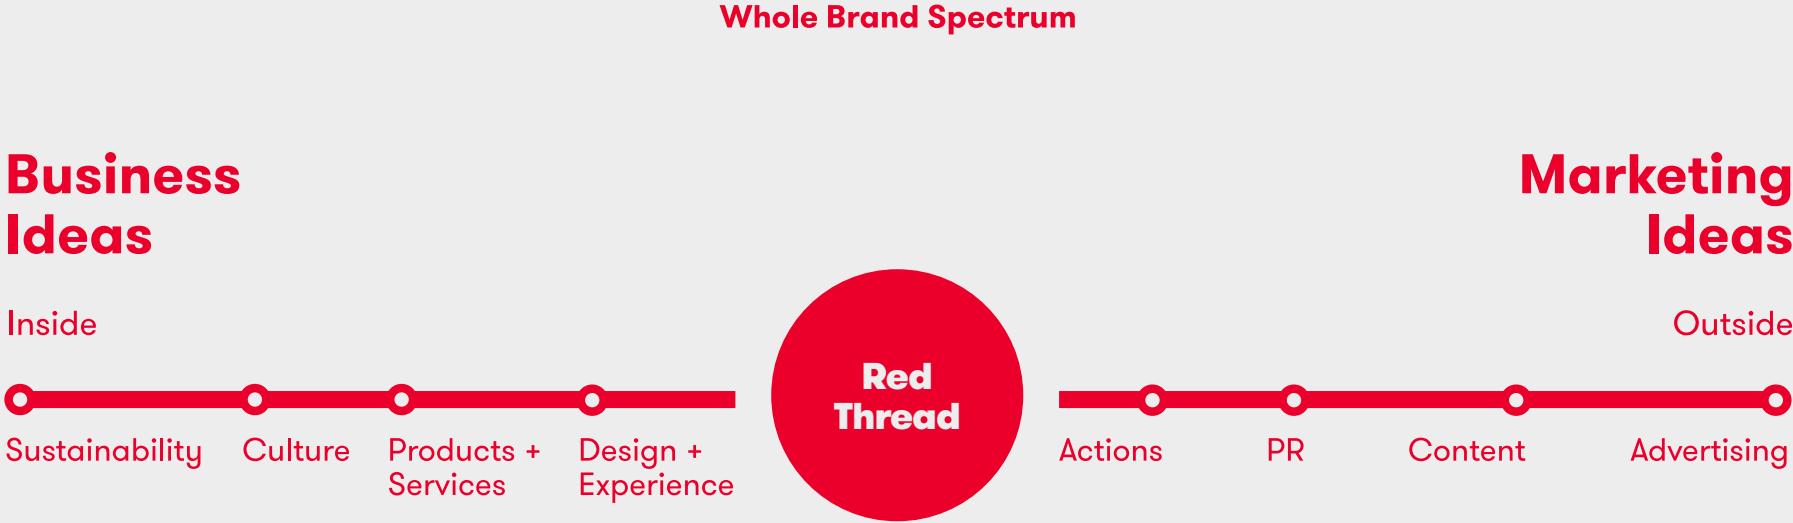 Whole Brand Spectrum
Business
Ideas
Marketing
Ideas
Inside
Outside
Red
Thread
Sustainability
Culture
Products +
Services
Design +
Experience
Actions
PR
Content
Advertising